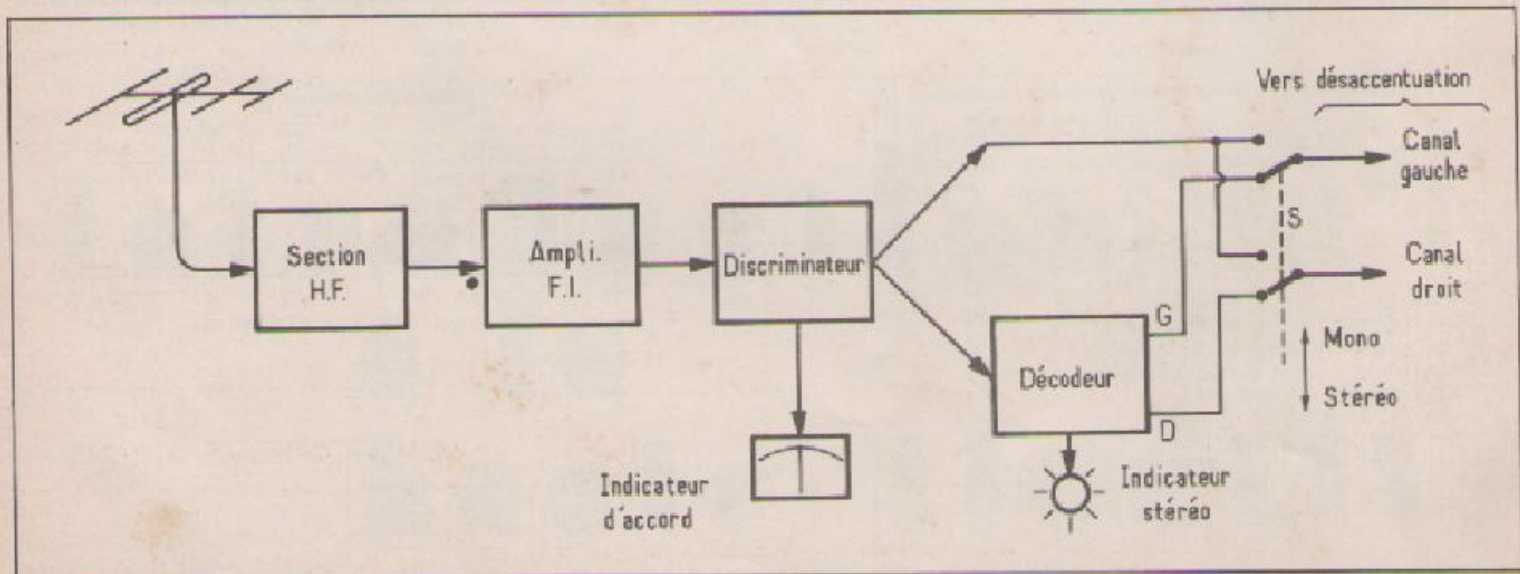 Vers désaccentuation
Canal
gauche
S
Section
H.F.
Ampli.
F.I.
Discriminateur
Canal
droit
G
Mono
Décodeur
Stéréo
D
Indicateur
d'accord
Indicateur
stéréo